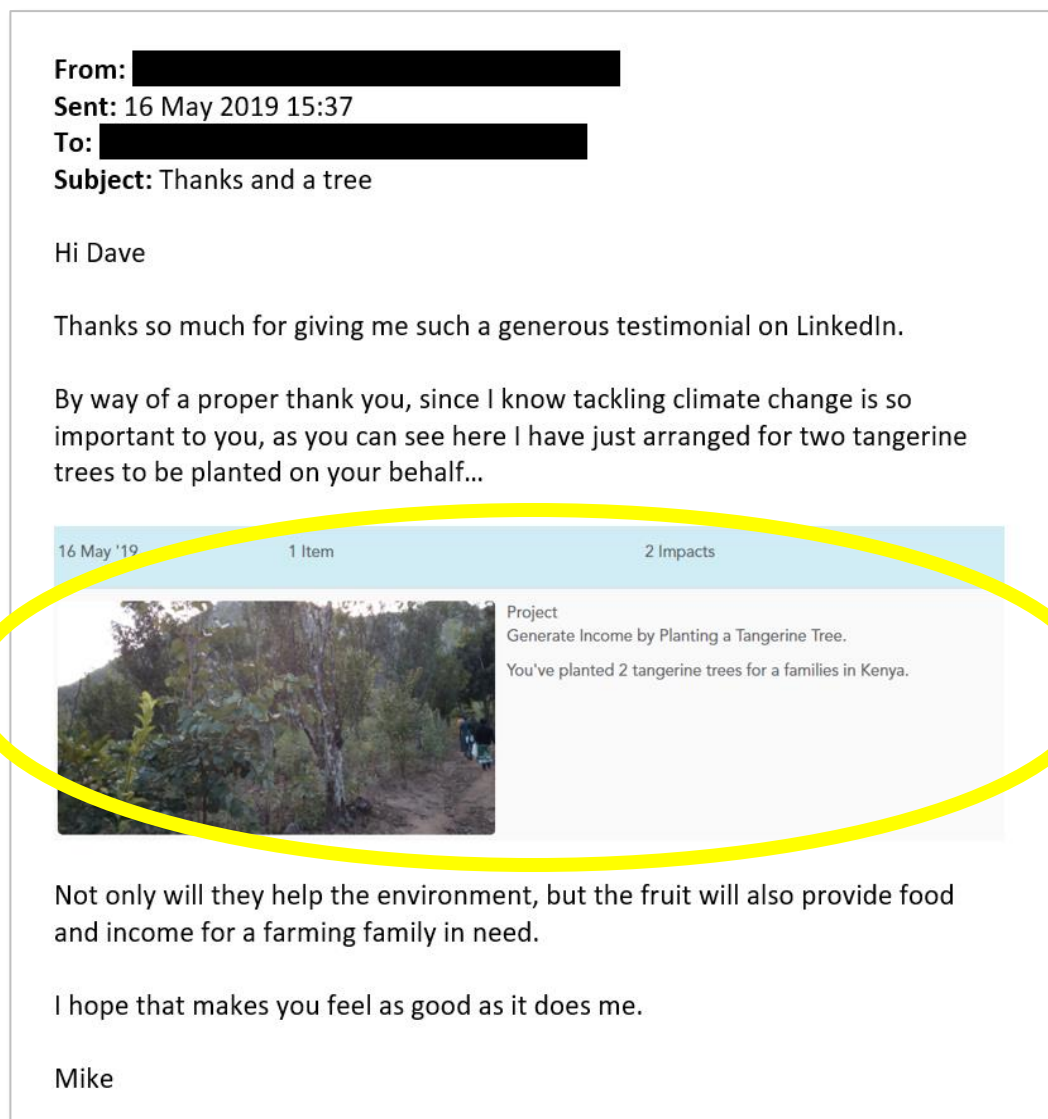 From:
Sent: 16 May 2019 15:37
To:
Subject: Thanks and a tree
Hi Dave
Thanks so much for giving me such a generous testimonial on LinkedIn.
By way of a proper thank you, since I know tackling climate change is so
important to you, as you can see here I have just arranged for two tangerine
trees to be planted on your behalf…
16 May '19 1 Item 2 Impacts
Project
Generate Income by Planting a Tangerine Tree.
You've planted 2 tangerine trees for a families in Kenya.
Not only will they help the environment, but the fruit will also provide food
and income for a farming family in need.
I hope that makes you feel as good as it does me.
Mike